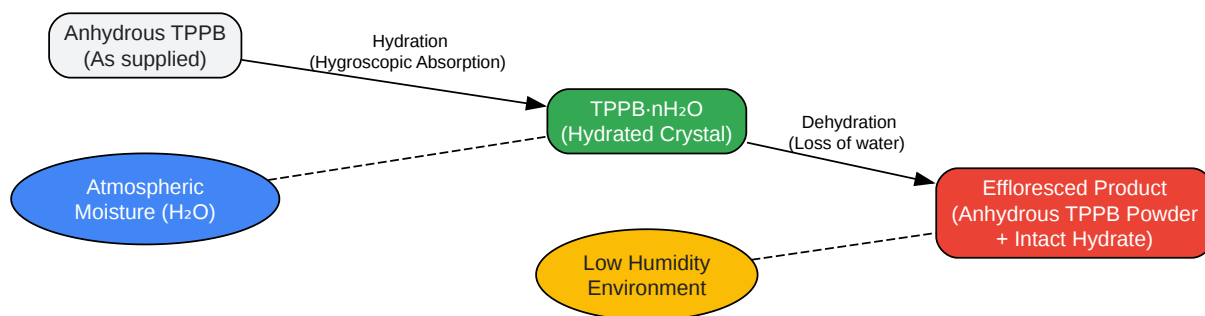 Anhydrous TPPB
(As supplied)
Hydration
(Hygroscopic Absorption)
TPPB·nH₂O
(Hydrated Crystal)
Dehydration
(Loss of water)
Atmospheric
Moisture (H₂O)
Effloresced Product
(Anhydrous TPPB Powder
+ Intact Hydrate)
Low Humidity
Environment